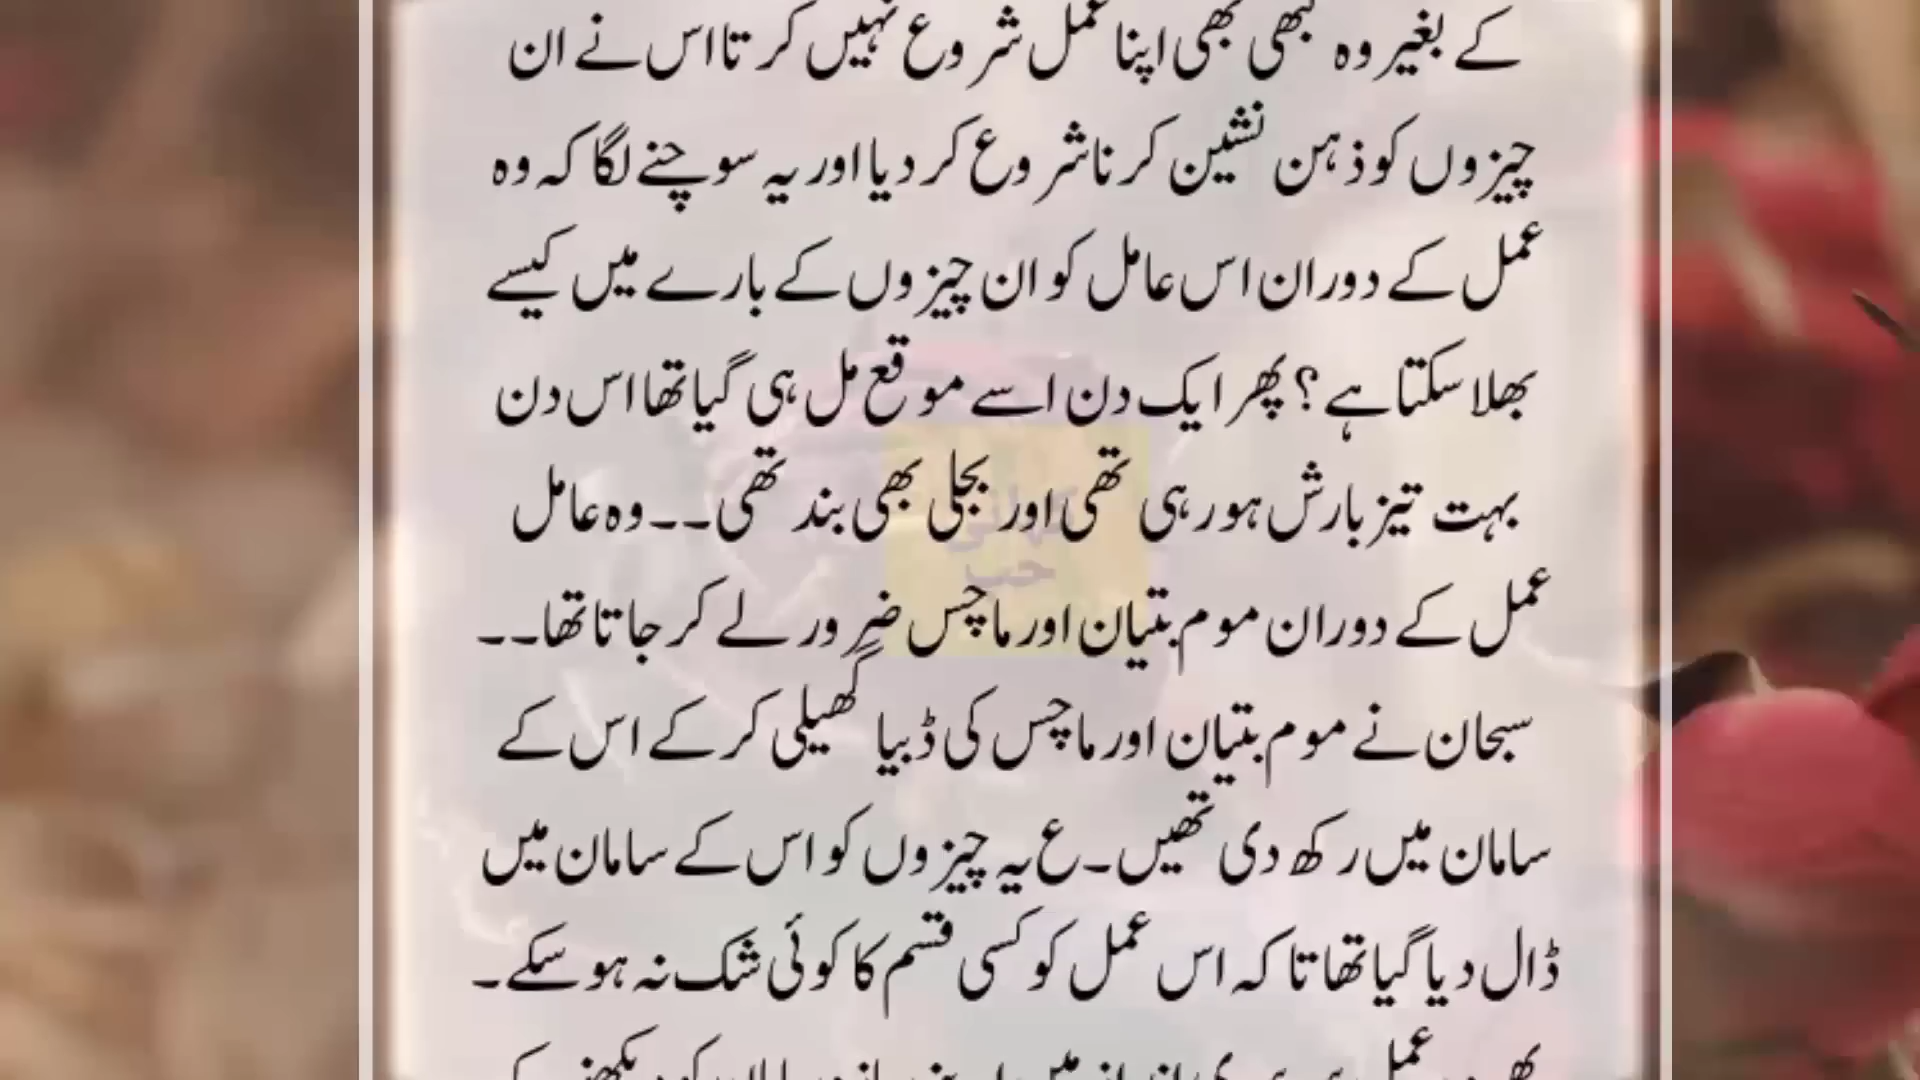 کے بغیر وہ کبھی بھی اپنا عمل شروع نہیں کرتا اس نے ان
چیزوں کو ذہن نشین کرنا شروع کر دیا اور یہ سوچنے لگا کہ وہ
عمل کے دوران اس عامل کو ان چیزوں کے بارے میں کیسے
بھلا سکتا ہے؟ پھر ایک دن اسے موقع مل ہی گیا تھا اس دن
بہت تیز بارش ہو رہی تھی اور بجلی بھی بند تھی۔۔وہ عامل
عمل کے دوران موم بتیان اور ماچس ضرور لے کر جاتا تھا۔۔
سبحان نے موم بتیان اور ماچس کی ڈبیا گھیلی کر کے اس کے
سامان میں رکھ دی تھیں۔ع یہ چیزوں کو اس کے سامان میں
ڈال دیا گیا تھا تا کہ اس عمل کو کسی قسم کا کوئی شک نہ ہو سکے۔